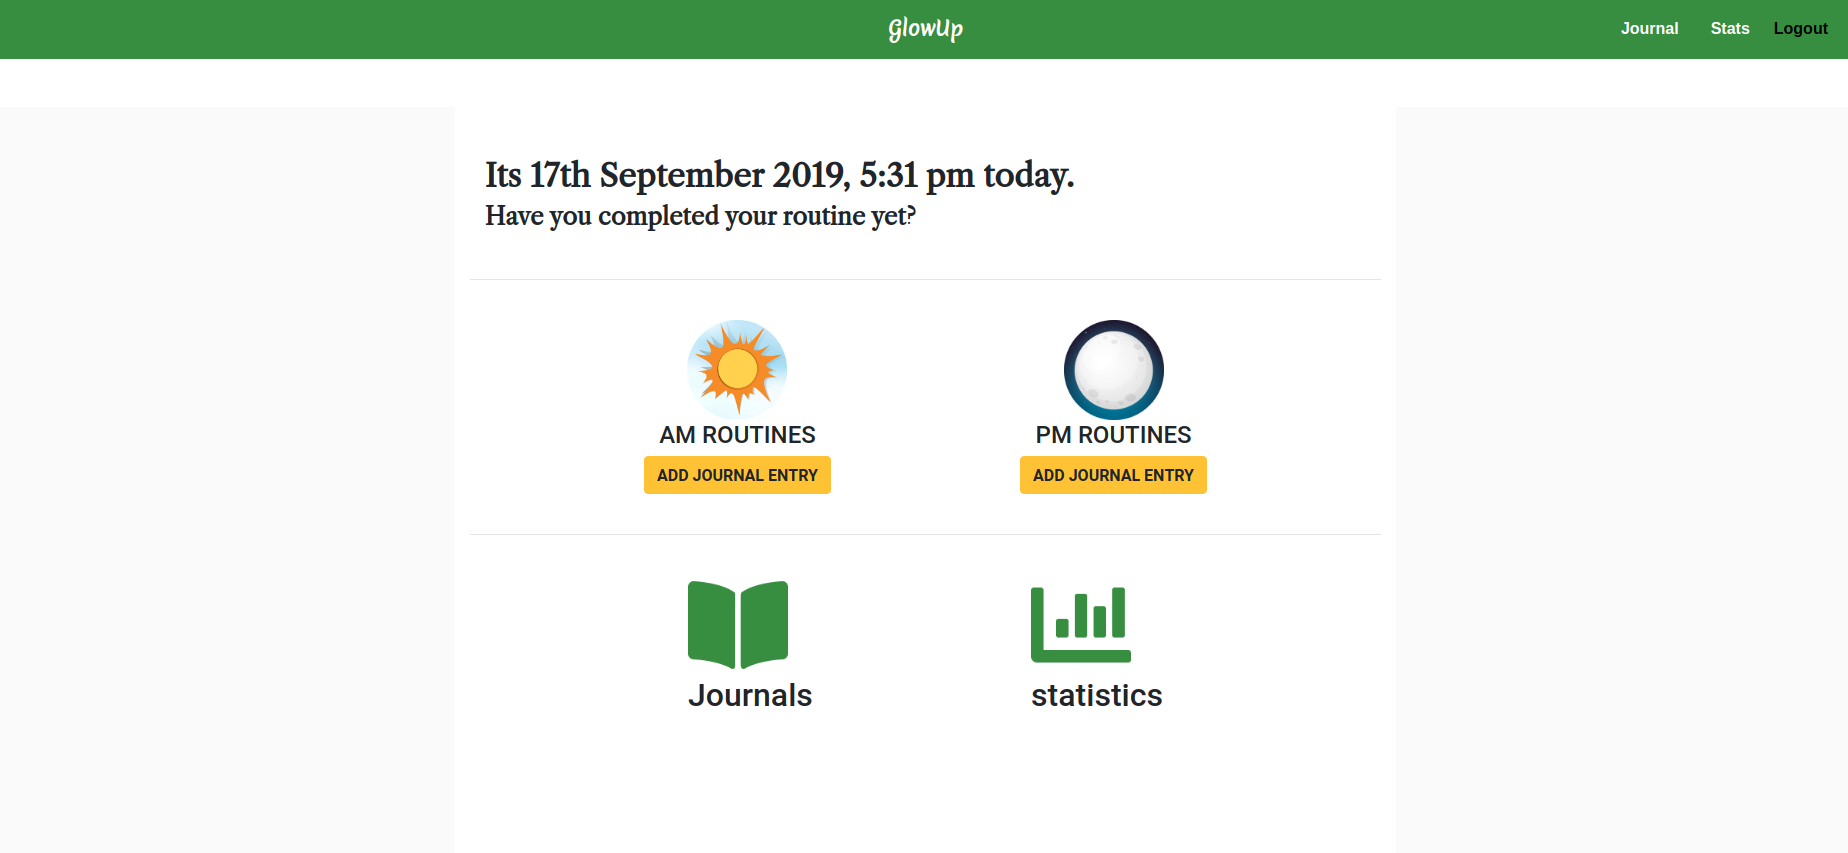 GlowUp
Journal Stats Logout
Its 17th September 2019, 5:31 pm today.
Have you completed your routine yet?
AM ROUTINES
PM ROUTINES
ADD JOURNAL ENTRY
ADD JOURNAL ENTRY
Journals
statistics